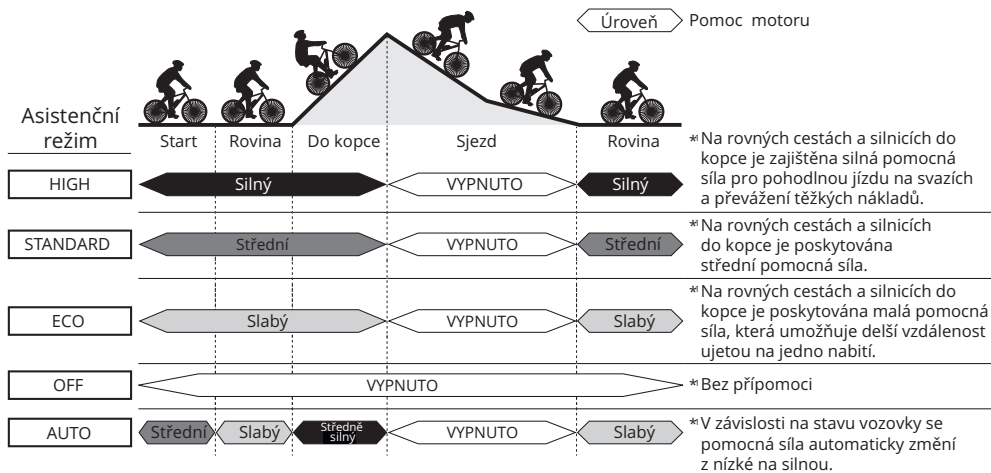 Úroveň Pomoc motoru
Asistenční
režim
Start Rovina Do kopce Sjezd Rovina
HIGH Silný VYPNUTO Silný
*¹ Na rovných cestách a silnicích do
kopce je zajištěna silná pomocná
síla pro pohodlnou jízdu na svazích
a převážení těžkých nákladů.
STANDARD Střední VYPNUTO Střední
*¹ Na rovných cestách a silnicích
do kopce je poskytována
střední pomocná síla.
ECO Slabý VYPNUTO Slabý
*¹ Na rovných cestách a silnicích do
kopce je poskytována malá pomocná
síla, která umožňuje delší vzdálenost
ujetou na jedno nabití.
OFF VYPNUTO
*¹ Bez přípomoci
AUTO Střední Slabý Středně
silný VYPNUTO Slabý
*¹ V závislosti na stavu vozovky se
pomocná síla automaticky změní
z nízké na silnou.